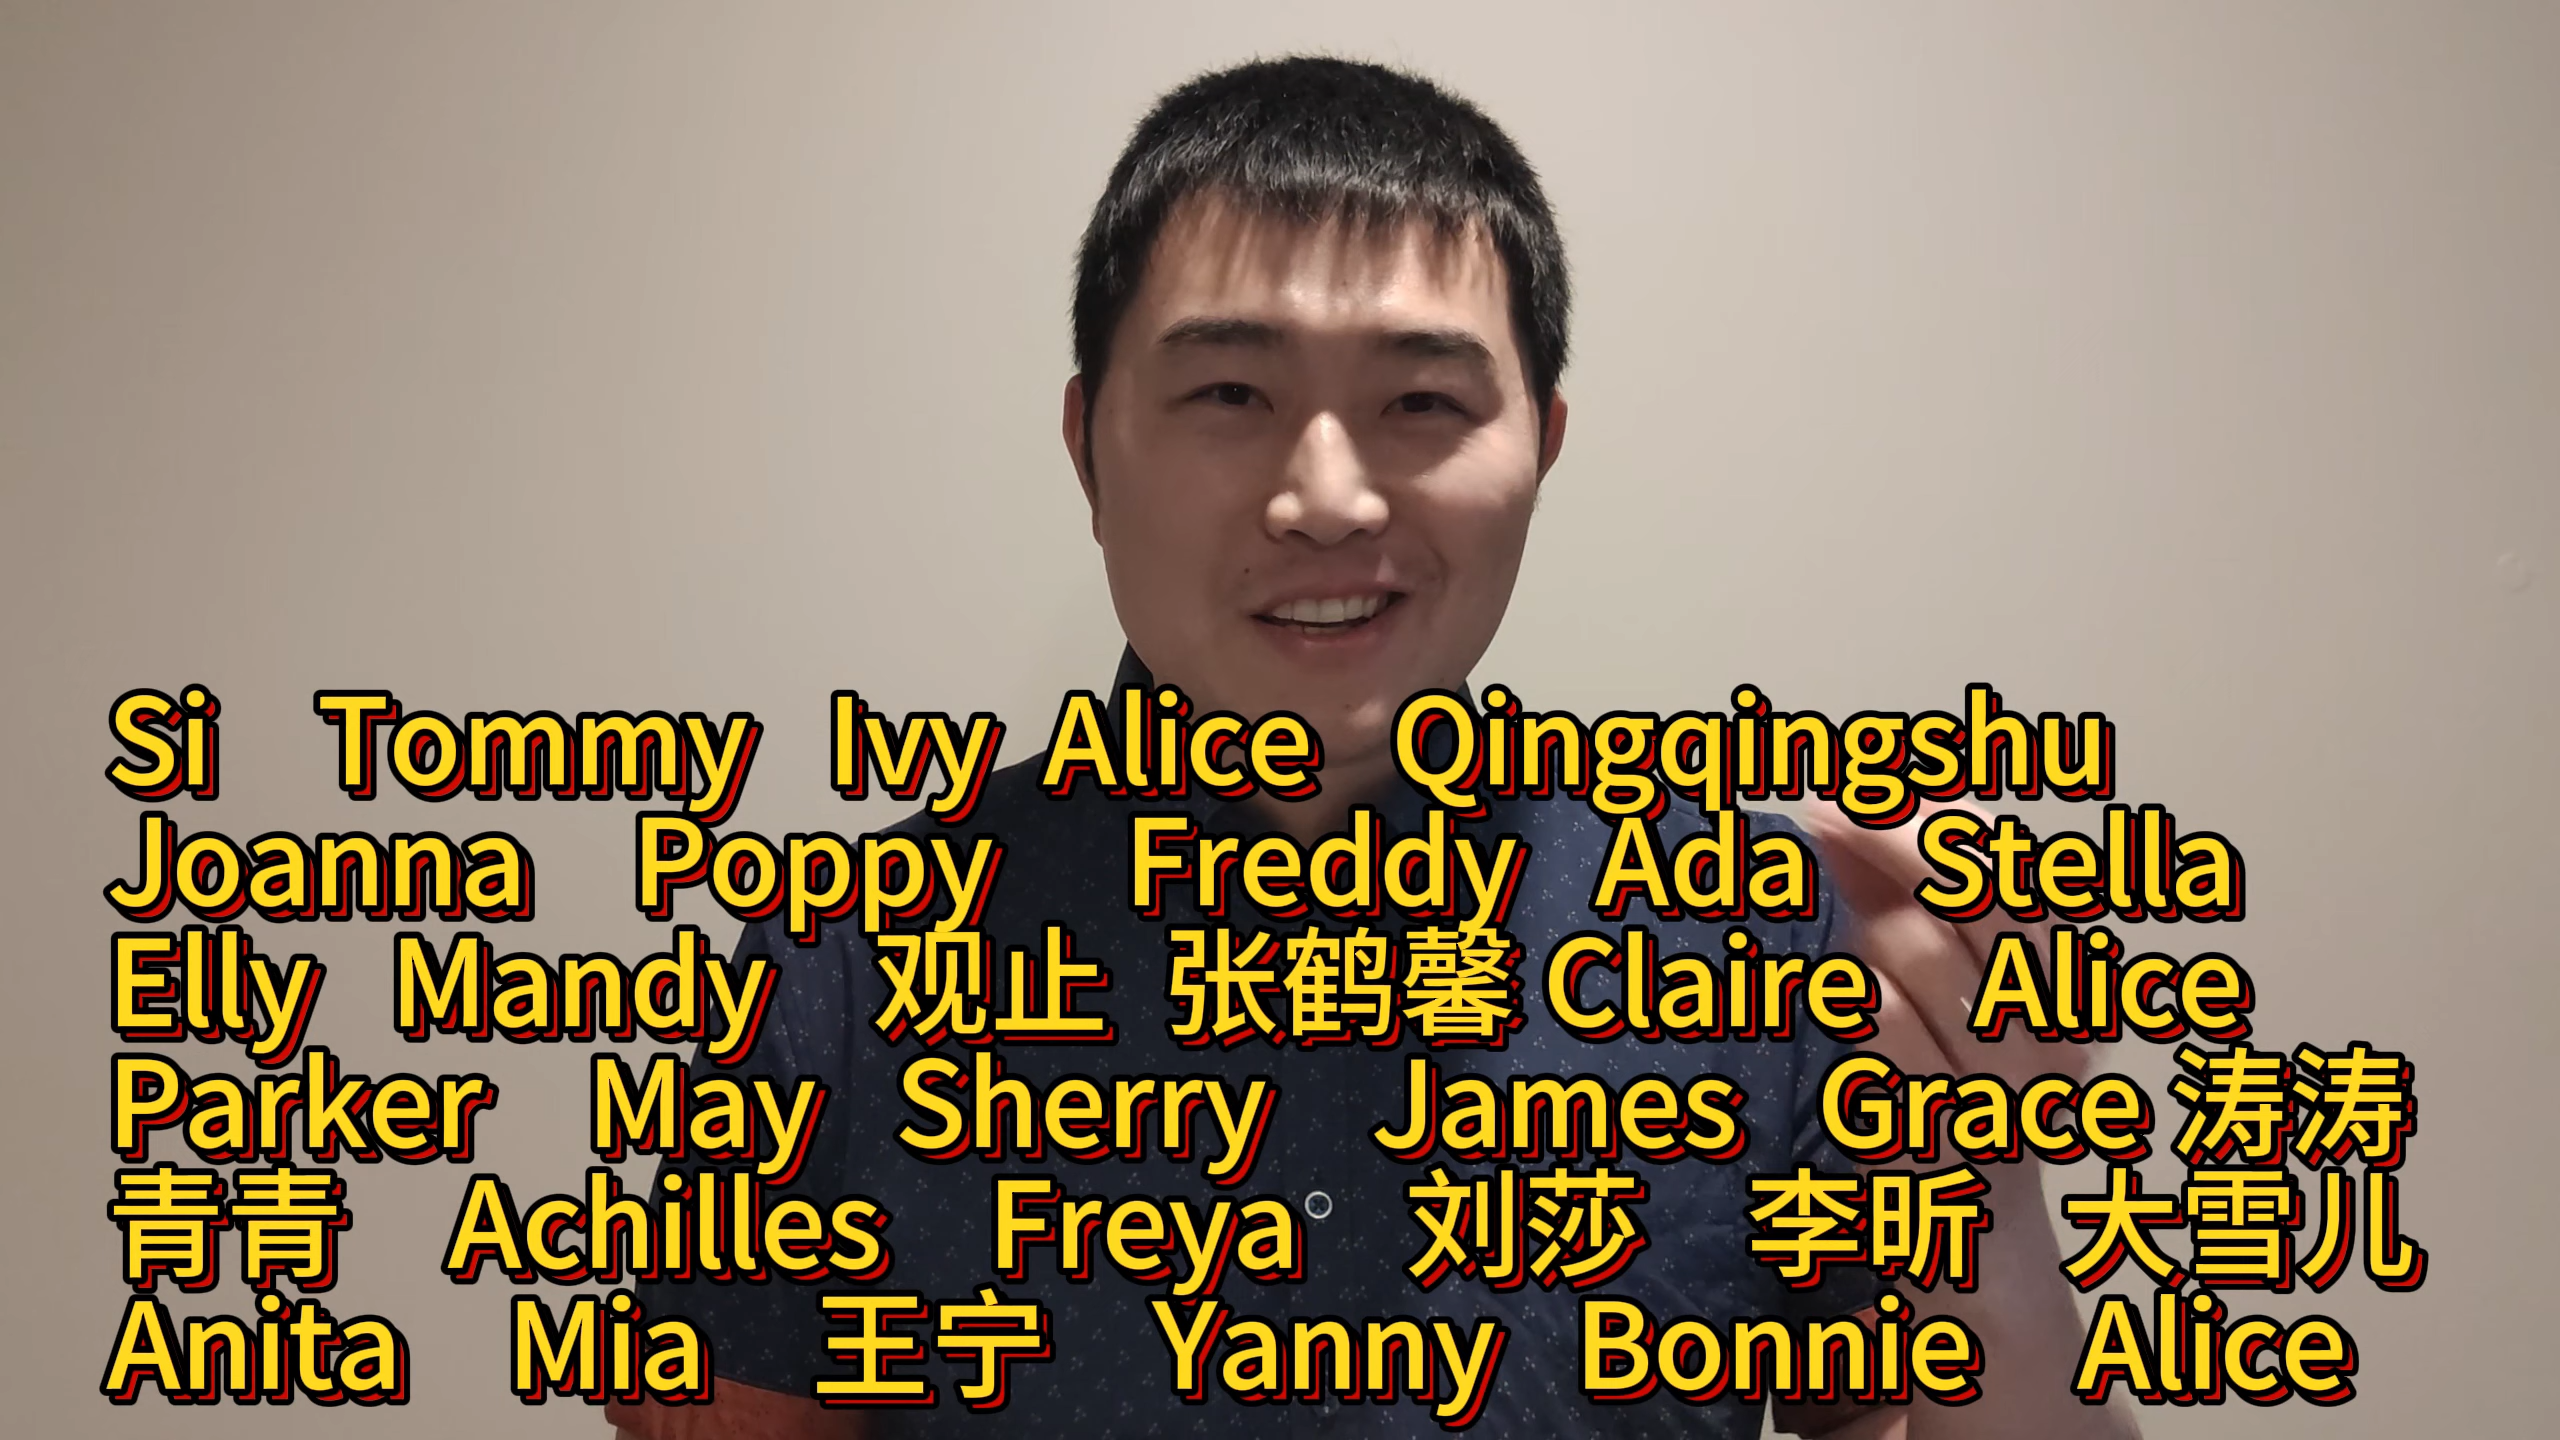 Si Tommy Ivy Alice Qingqingshu
Joanna Poppy Freddy Ada Stella
Elly Mandy 观止 张鹤馨 Claire Alice
Parker May Sherry James Grace 涛涛
青青 Achilles Freya 刘莎 李昕 大雪儿
Anita Mia 王宁 Yanny Bonnie Alice